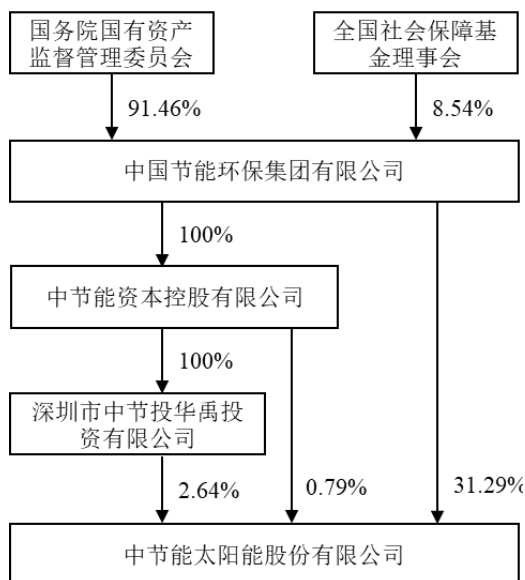 国务院国有资产
监督管理委员会
全国社会保障基
金理事会
91.46%
8.54%
中国节能环保集团有限公司
100%
中节能资本控股有限公司
100%
深圳市中节投华禹投
资有限公司
2.64%
0.79%
31.29%
中节能太阳能股份有限公司